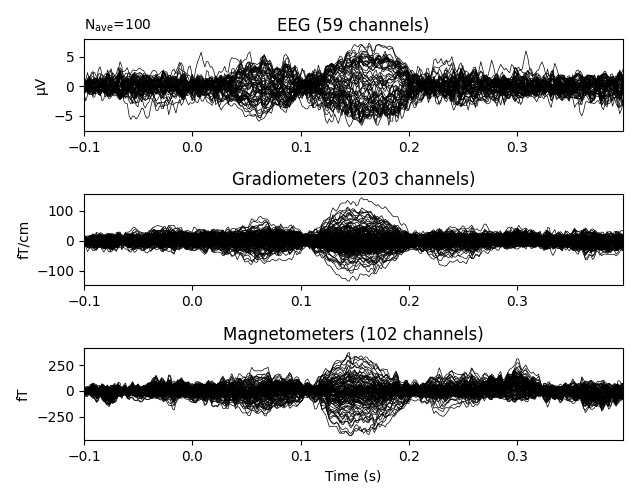 Nave=100
EEG (59 channels)
µV
5
0
−5
−0.1 0.0 0.1 0.2 0.3
Gradiometers (203 channels)
fT/cm
100
0
−100
−0.1 0.0 0.1 0.2 0.3
Magnetometers (102 channels)
fT
250
0
−250
−0.1 0.0 0.1 0.2 0.3
Time (s)